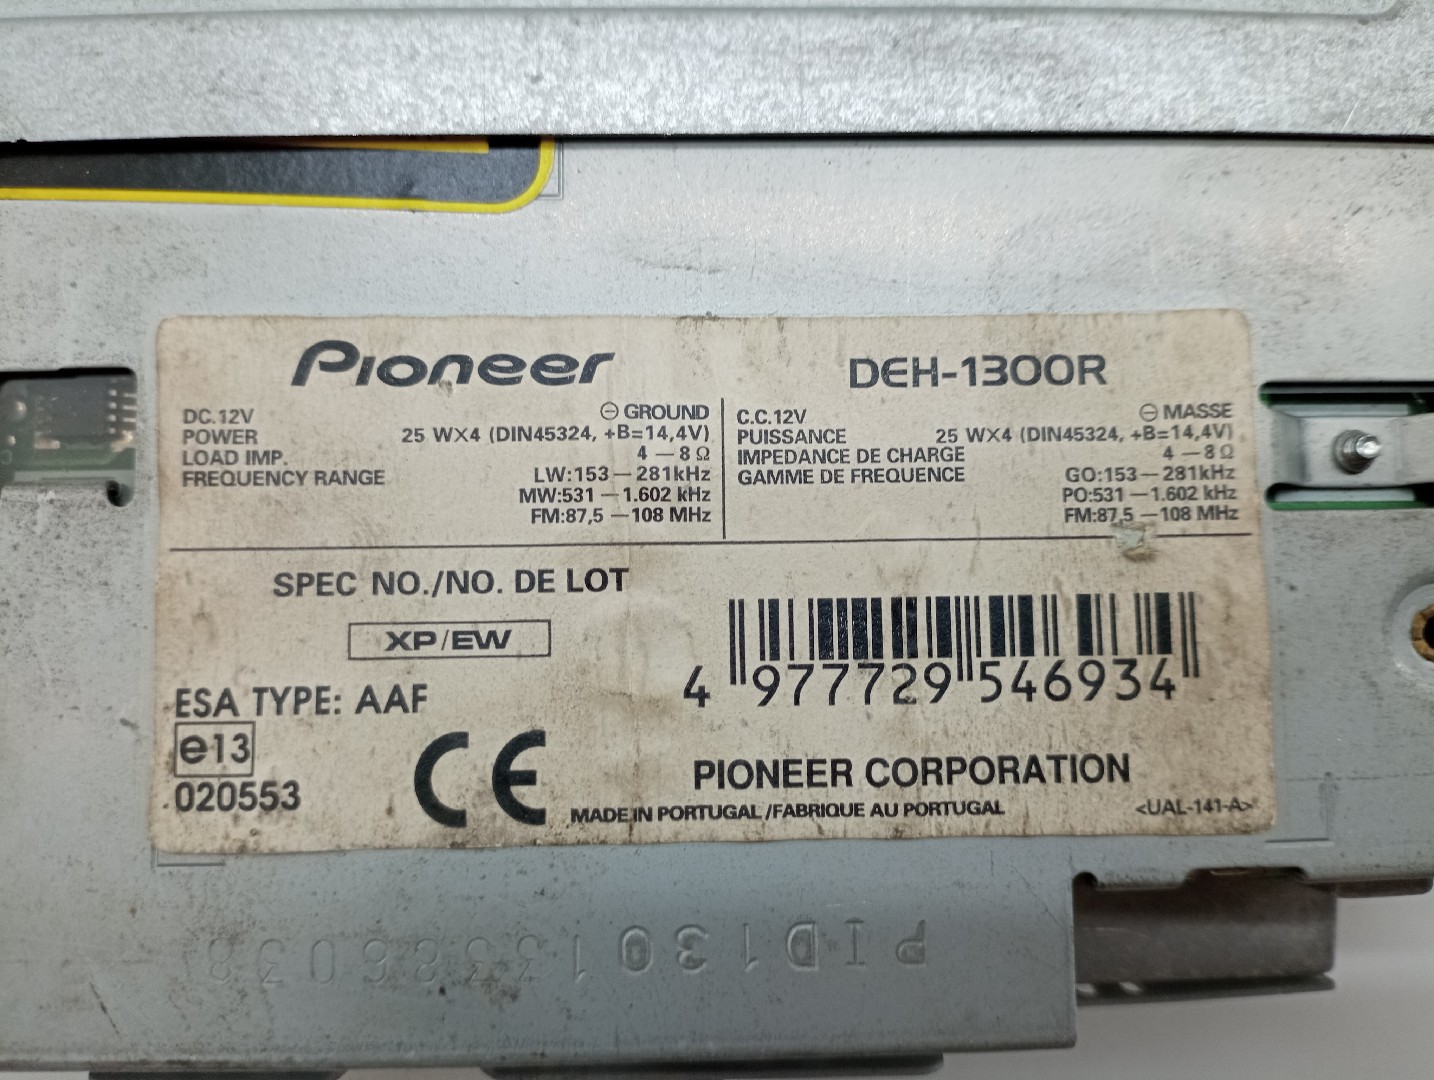 Pioneer
DEH-1300R
DC.12V ⊖ GROUND
POWER 25 WX4 (DIN45324, +B=14,4V)
LOAD IMP. 4 — 8 Ω
FREQUENCY RANGE LW:153 — 281kHz
MW:531 — 1.602 kHz
FM:87,5 — 108 MHz
C.C.12V ⊖ MASSE
PUISSANCE 25 WX4 (DIN45324, +B=14,4V)
IMPEDANCE DE CHARGE 4 — 8 Ω
GAMME DE FREQUENCE GO:153 — 281kHz
PO:531 — 1.602 kHz
FM:87,5 — 108 MHz
SPEC NO./NO. DE LOT
XP/EW
4 977729 546934
ESA TYPE: AAF
e13
020553
CE
PIONEER CORPORATION
MADE IN PORTUGAL/FABRIQUE AU PORTUGAL
<UAL-141-A>